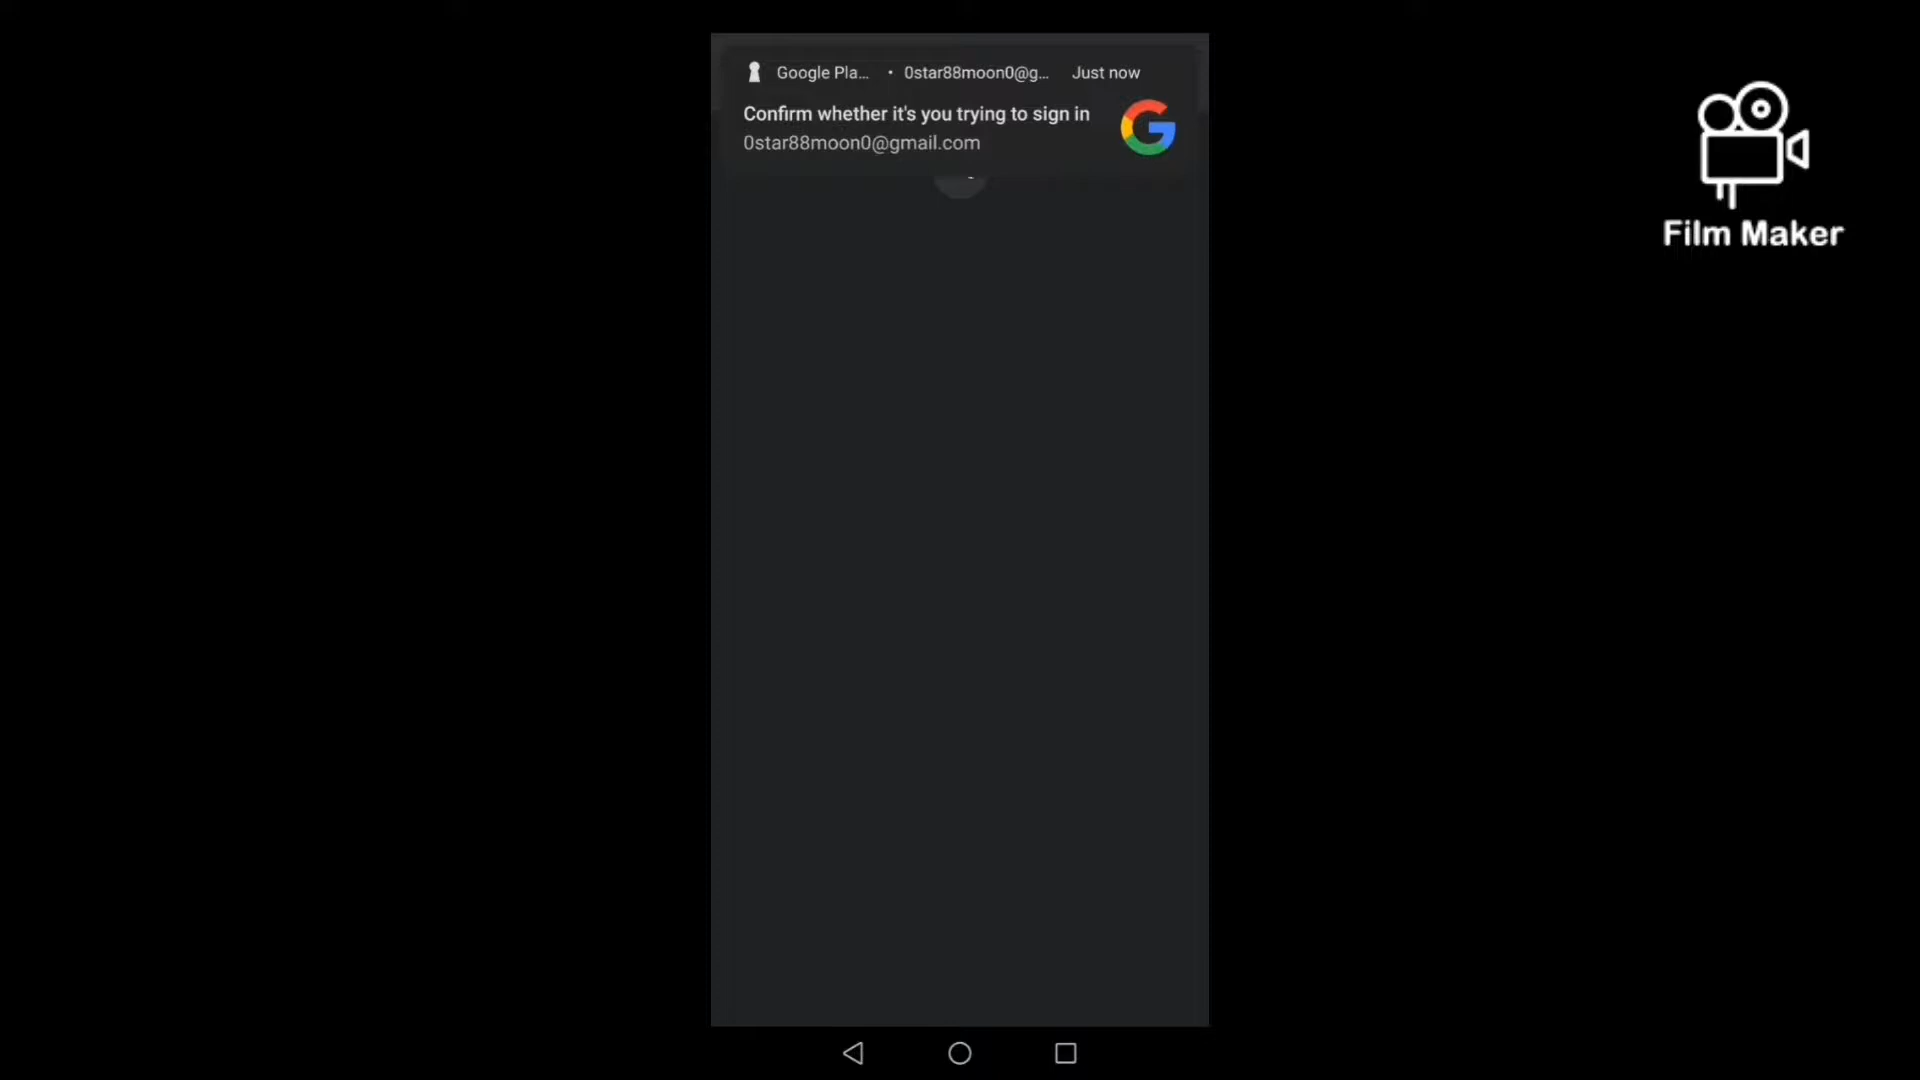 Google Pla... • 0star88moon0@g... Just now
Confirm whether it's you trying to sign in
0star88moon0@gmail.com
Film Maker